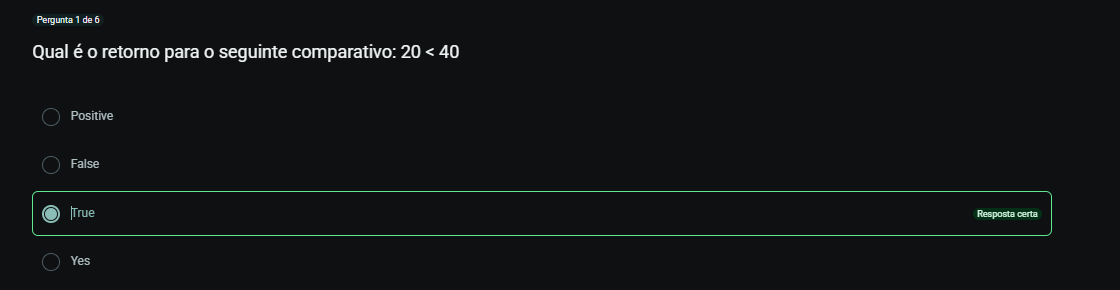 Pergunta 1 de 6
Qual é o retorno para o seguinte comparativo: 20 < 40
Positive
False
True Resposta certa
Yes